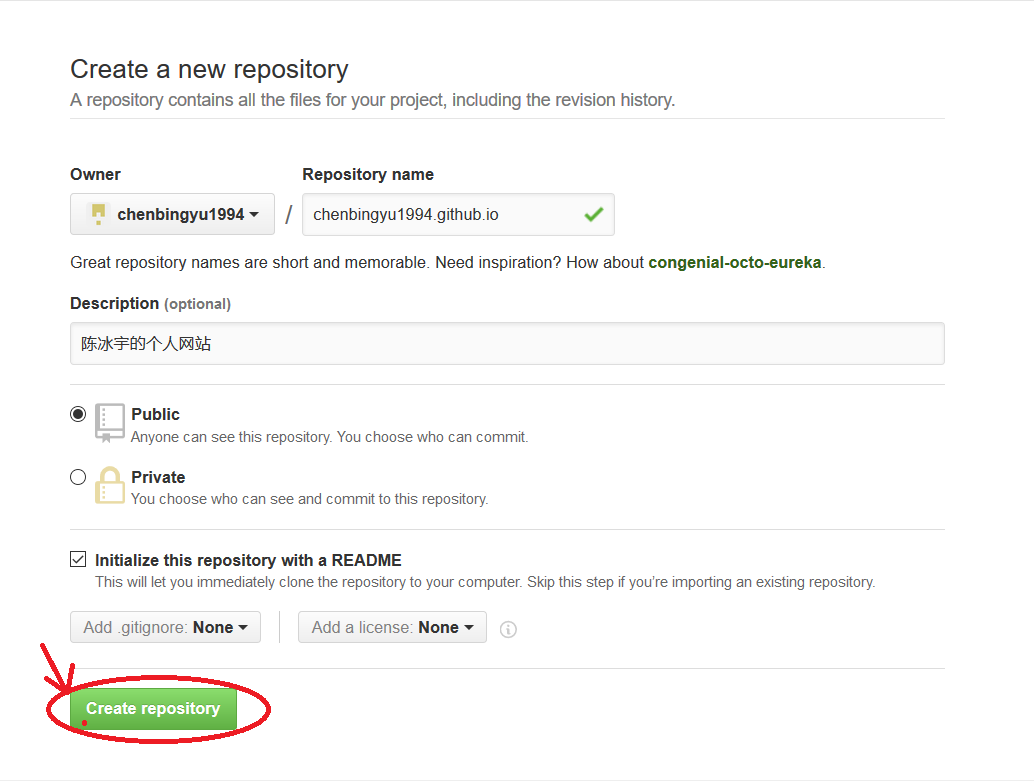 Create a new repository
A repository contains all the files for your project, including the revision history.
Owner
Repository name
chenbingyu1994 / chenbingyu1994.github.io
Great repository names are short and memorable. Need inspiration? How about congenial-octo-eureka.
Description (optional)
陈冰宇的个人网站
Public
Anyone can see this repository. You choose who can commit.
Private
You choose who can see and commit to this repository.
Initialize this repository with a README
This will let you immediately clone the repository to your computer. Skip this step if you’re importing an existing repository.
Add .gitignore: None
Add a license: None
Create repository